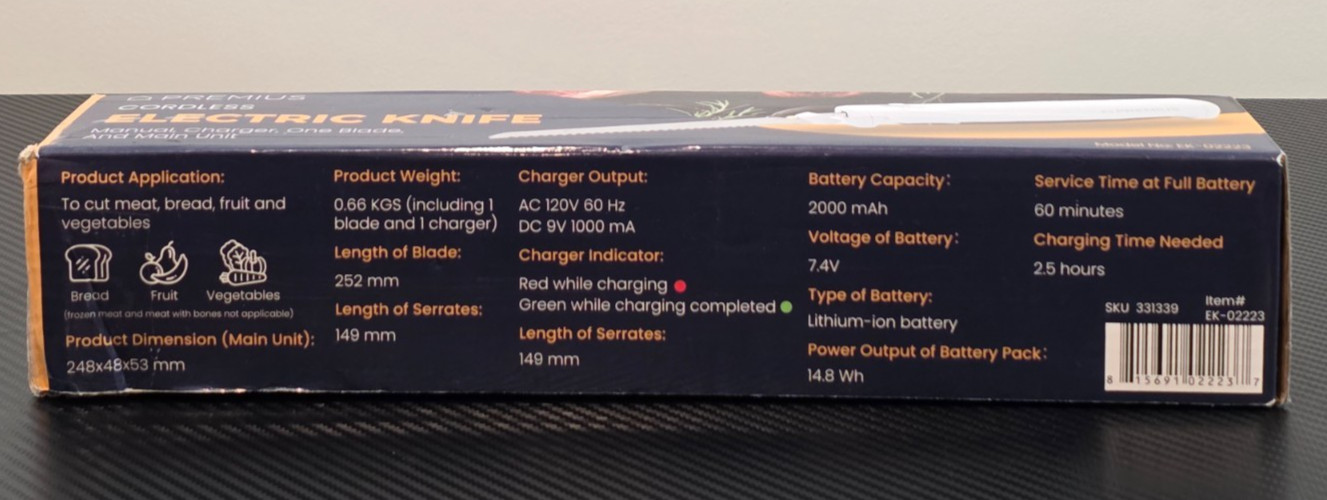 PREMIUS
CORDLESS
ELECTRIC KNIFE
Manual, Charger, One Blade,
And Main Unit
Model No: EK-02223
Product Application:
To cut meat, bread, fruit and
vegetables
Bread
Fruit
Vegetables
(frozen meat and meat with bones not applicable)
Product Dimension (Main Unit):
248x48x53 mm
Product Weight:
0.66 KGS (including 1
blade and 1 charger)
Length of Blade:
252 mm
Length of Serrates:
149 mm
Charger Output:
AC 120V 60 Hz
DC 9V 1000 mA
Charger Indicator:
Red while charging
Green while charging completed
Length of Serrates:
149 mm
Battery Capacity:
2000 mAh
Voltage of Battery:
7.4V
Type of Battery:
Lithium-ion battery
Power Output of Battery Pack:
14.8 Wh
Service Time at Full Battery
60 minutes
Charging Time Needed
2.5 hours
SKU 331339
Item#
EK-02223
8 15691 02223 7